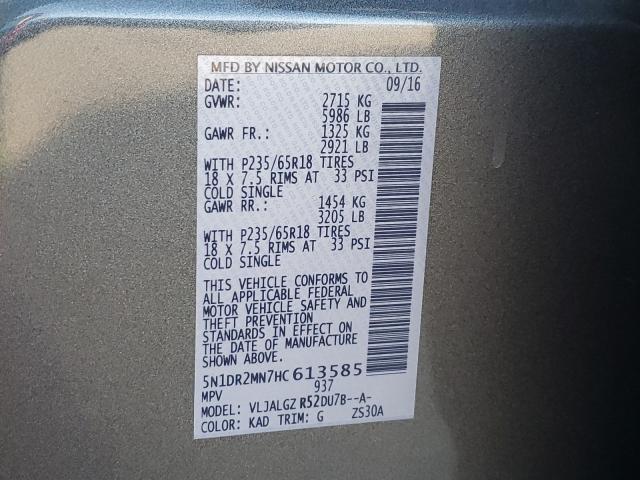 MFD BY NISSAN MOTOR CO., LTD.
DATE: 09/16
GVWR: 2715 KG
5986 LB
GAWR FR.: 1325 KG
2921 LB
WITH P235/65R18 TIRES
18 X 7.5 RIMS AT 33 PSI
COLD SINGLE
GAWR RR.: 1454 KG
3205 LB
WITH P235/65R18 TIRES
18 X 7.5 RIMS AT 33 PSI
COLD SINGLE
THIS VEHICLE CONFORMS TO
ALL APPLICABLE FEDERAL
MOTOR VEHICLE SAFETY AND
THEFT PREVENTION
STANDARDS IN EFFECT ON
THE DATE OF MANUFACTURE
SHOWN ABOVE.
5N1DR2MN7HC613585
MPV 937
MODEL: VLJALGZ R52DU7B--A-
COLOR: KAD TRIM: G ZS30A